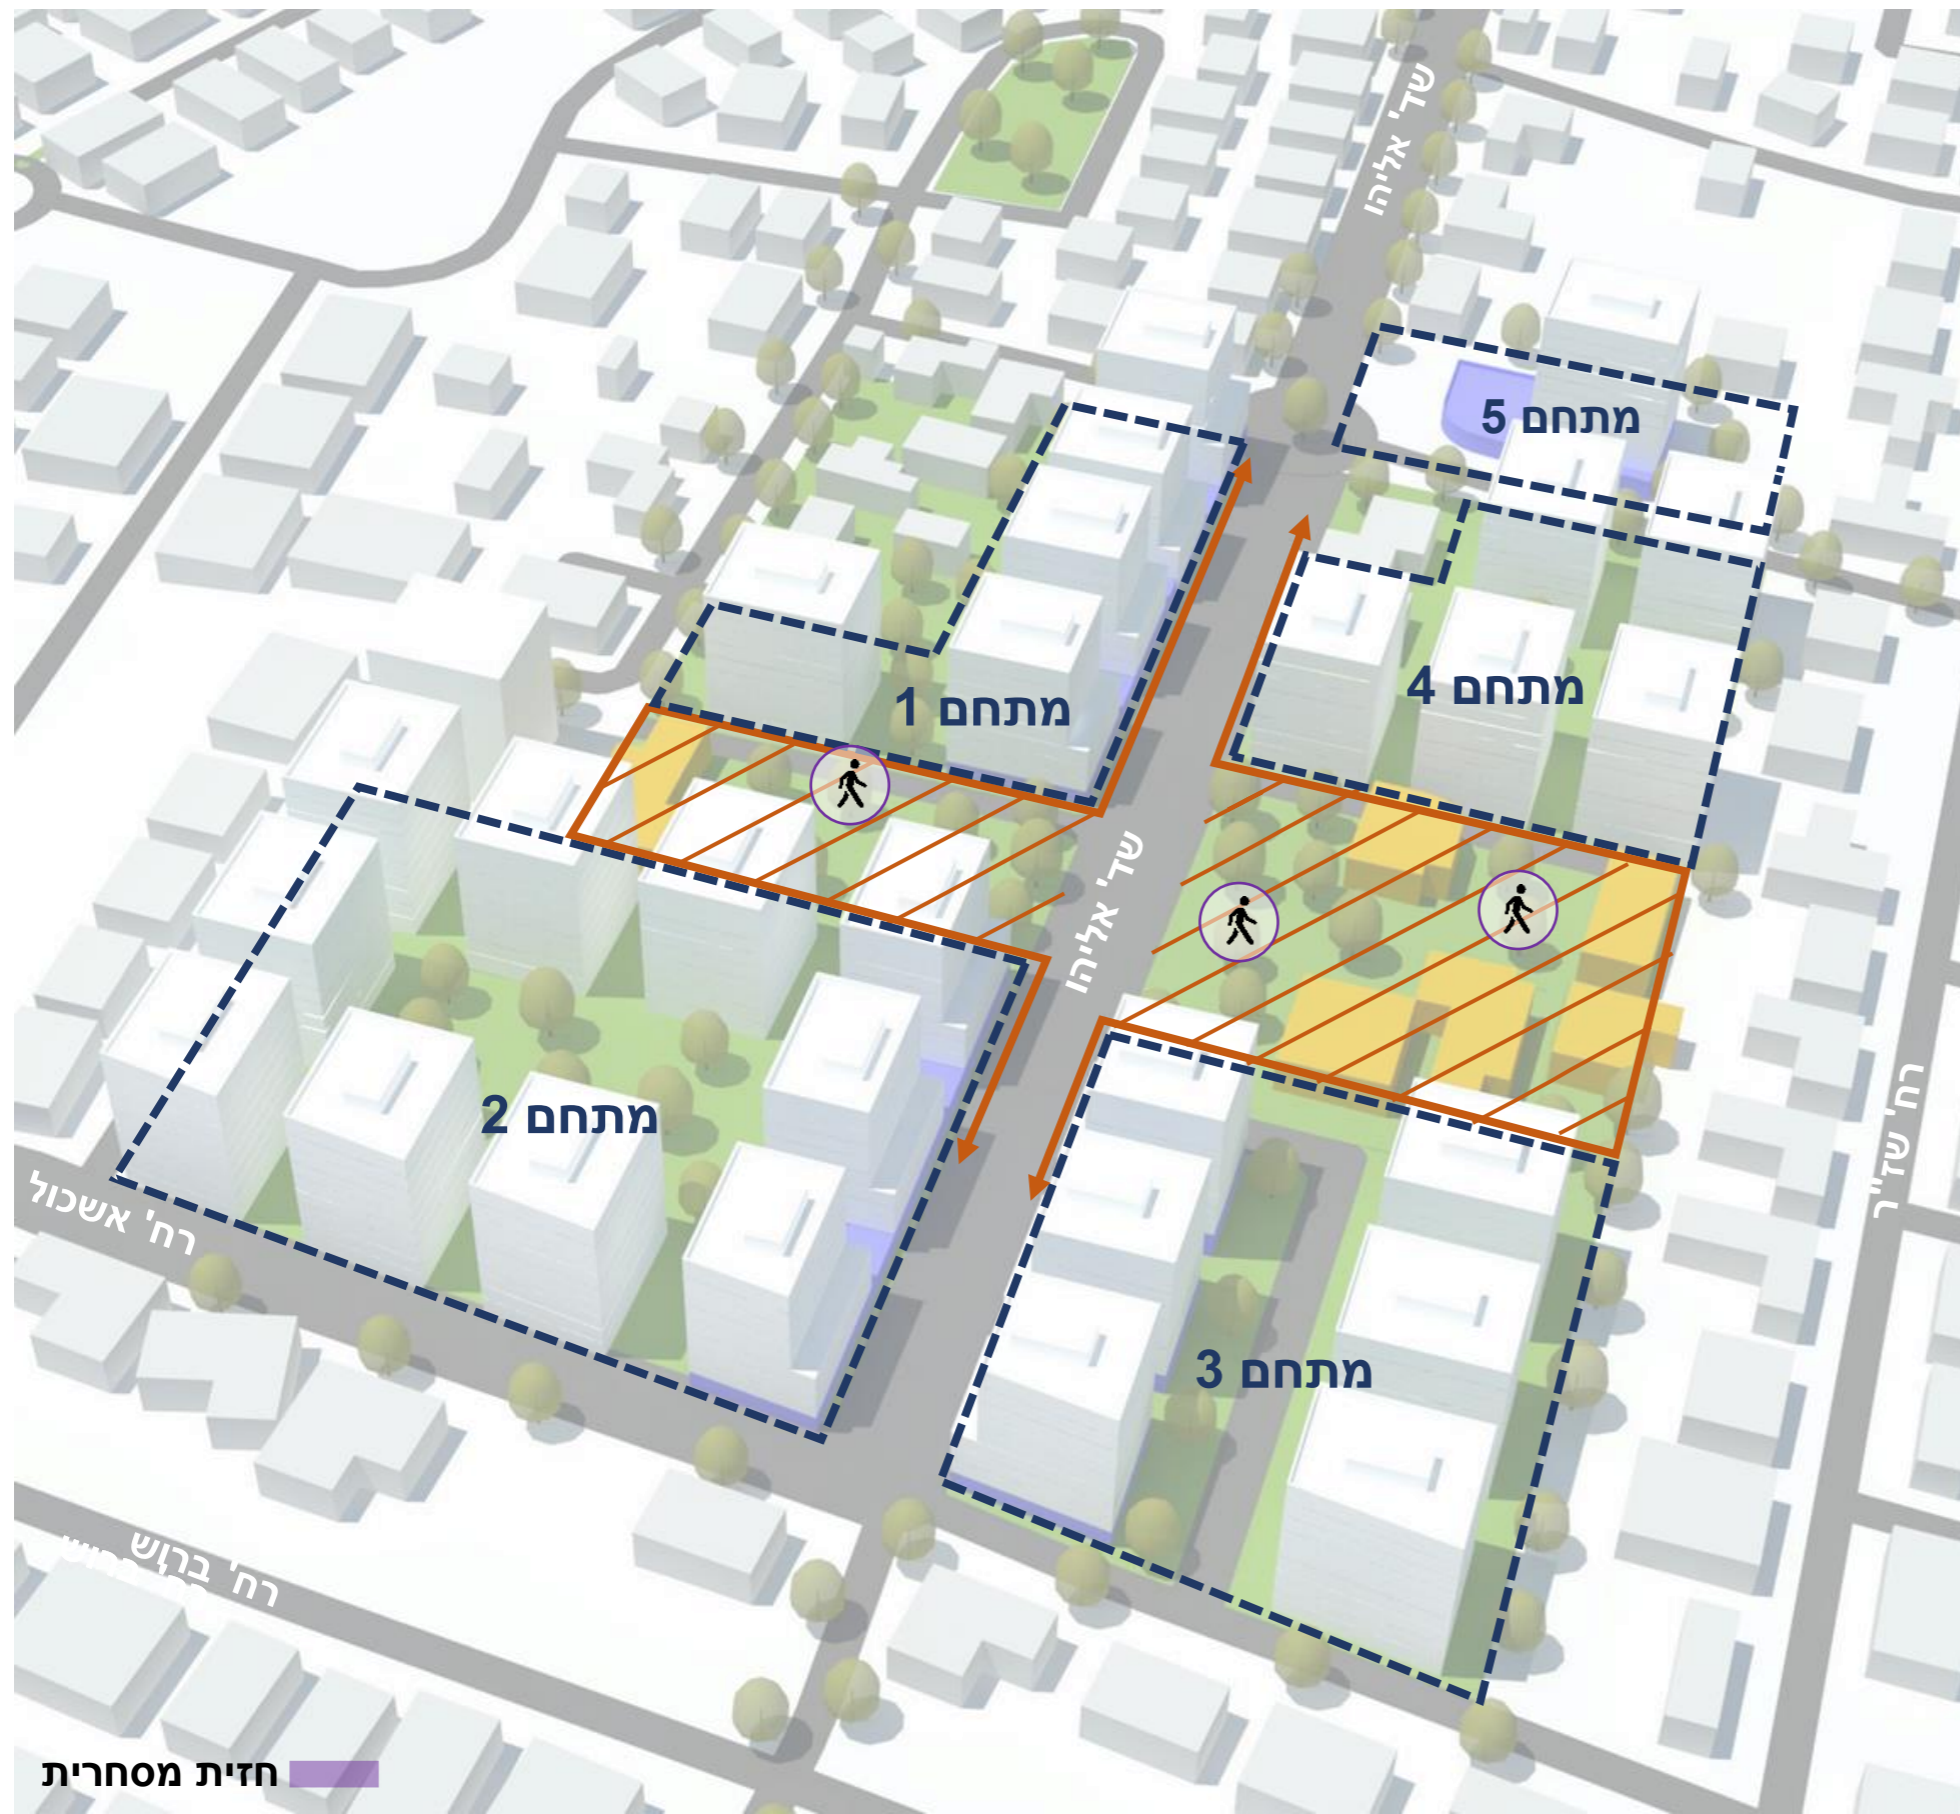 שד' אליהו
מתחם 5
מתחם 4
מתחם 1
שד' אליהו
מתחם 2
רח' שז"ר
רח' אשכול
מתחם 3
רח' ברוש
חזית מסחרית